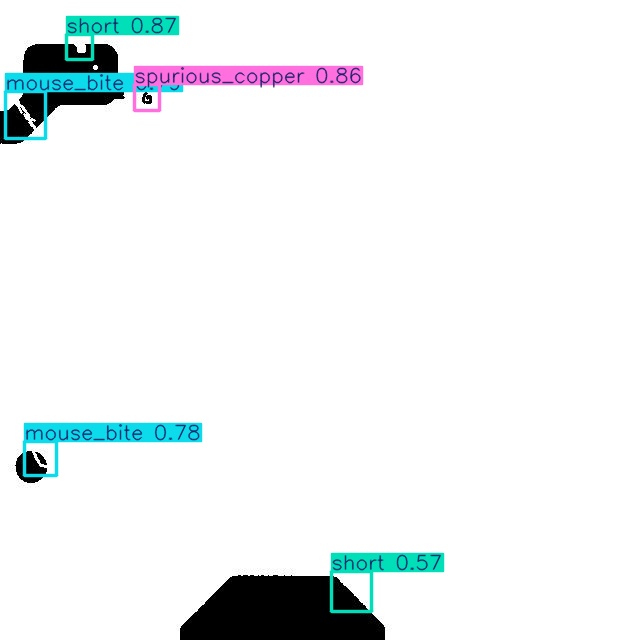 short 0.87
spurious_copper 0.86
mouse_bite
mouse_bite 0.78
short 0.57